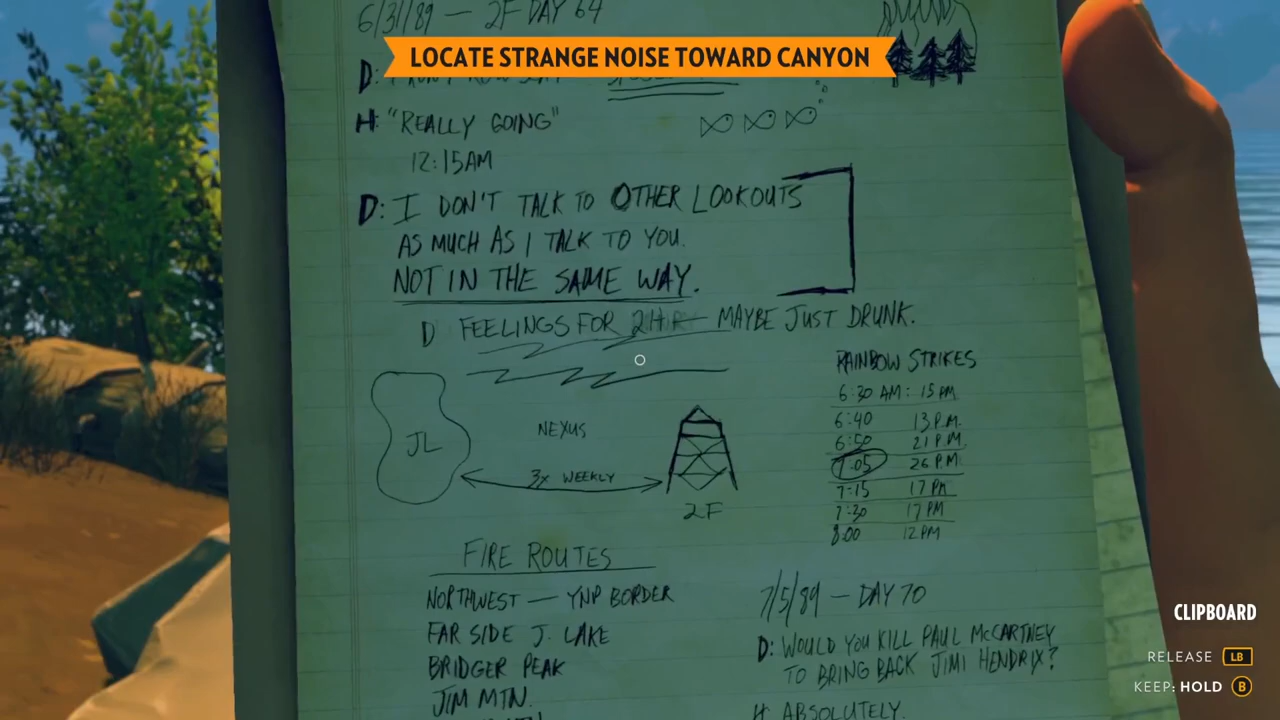 6/31/89 — 2F DAY 64
LOCATE STRANGE NOISE TOWARD CANYON
D:
H: "REALLY GOING"
12:15AM
D: I DON'T TALK TO OTHER LOOKOUTS
AS MUCH AS I TALK TO YOU.
NOT IN THE SAME WAY.
D FEELINGS FOR MAYBE JUST DRUNK.
RAINBOW STRIKES
6:30 AM: 15 PM
6:40 13 P.M.
6:50 21 P.M.
7:05 26 P.M
7:15 17 PM
7:30 17 PM
8:00 12 PM
JL
NEXUS
3x WEEKLY
2F
FIRE ROUTES
NORTHWEST — YNP BORDER
FAR SIDE J. LAKE
BRIDGER PEAK
JIM MTN.
7/5/89 — DAY 70
D: WOULD YOU KILL PAUL McCARTNEY
TO BRING BACK JIMI HENDRIX?
H ABSOLUTELY.
CLIPBOARD
RELEASE LB
KEEP: HOLD B